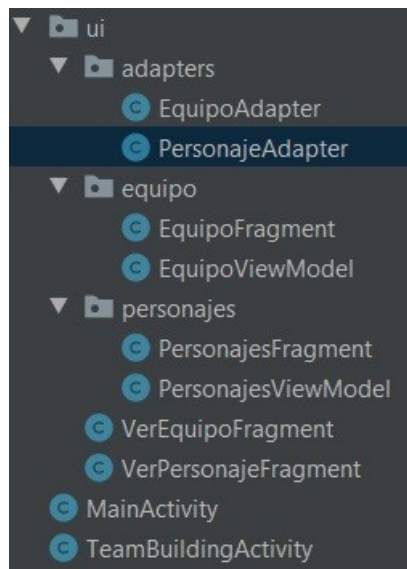 ui
adapters
EquipoAdapter
PersonajeAdapter
equipo
EquipoFragment
EquipoViewModel
personajes
PersonajesFragment
PersonajesViewModel
VerEquipoFragment
VerPersonajeFragment
MainActivity
TeamBuildingActivity